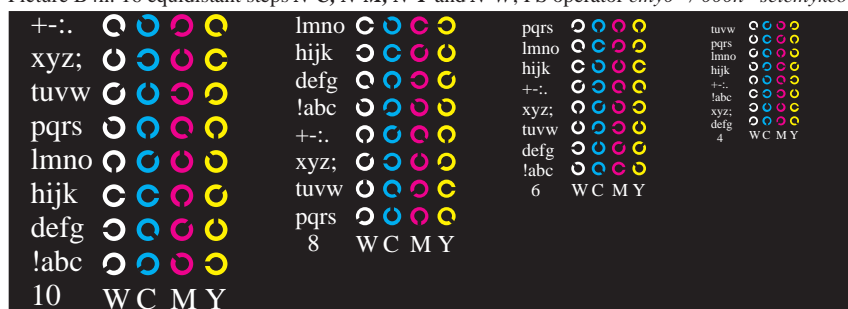 +-:.
xyz;
tuvw
pqrs
lmno
hijk
defg
!abc
10 W C M Y
lmno
hijk
defg
!abc
+-:.
xyz;
tuvw
pqrs
8 W C M Y
pqrs
lmno
hijk
+-:.
xyz;
tuvw
defg
!abc
6 W C M Y
tuvw
pqrs
lmno
hijk
+-:.
!abc
xyz;
defg
4 W C M Y